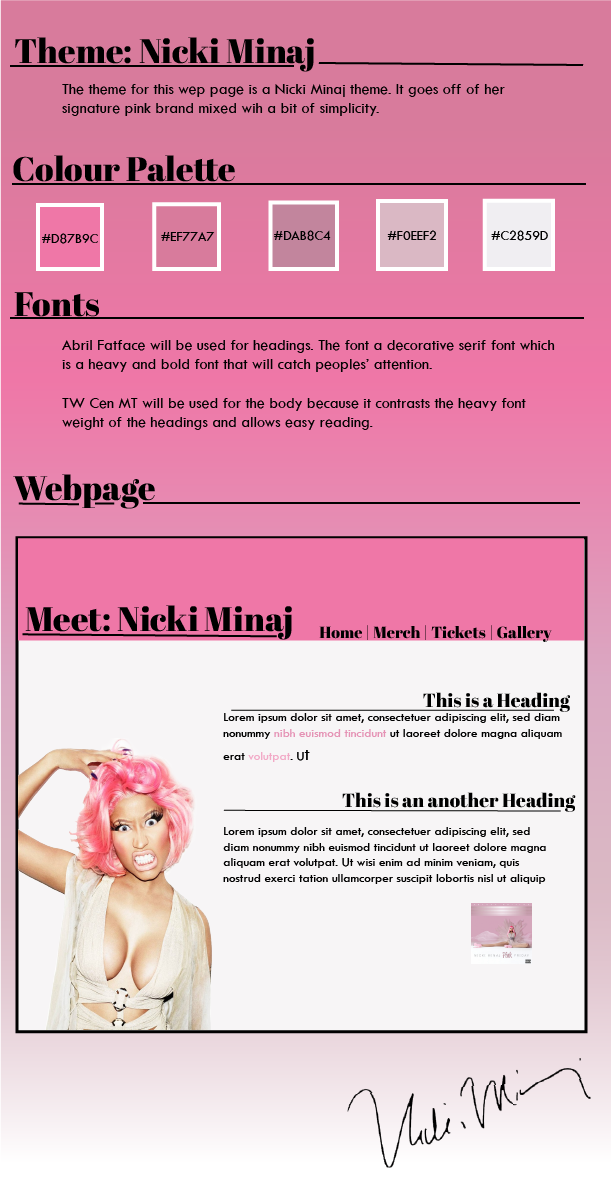 Theme: Nicki Minaj
The theme for this wep page is a Nicki Minaj theme. It goes off of her
signature pink brand mixed wih a bit of simplicity.
Colour Palette
#D87B9C #EF77A7 #DAB8C4 #F0EEF2 #C2859D
Fonts
Abril Fatface will be used for headings. The font a decorative serif font which
is a heavy and bold font that will catch peoples’ attention.
TW Cen MT will be used for the body because it contrasts the heavy font
weight of the headings and allows easy reading.
Webpage
Meet: Nicki Minaj
Home | Merch | Tickets | Gallery
This is a Heading
Lorem ipsum dolor sit amet, consectetuer adipiscing elit, sed diam
nonummy nibh euismod tincidunt ut laoreet dolore magna aliquam
erat volutpat. Ut
This is an another Heading
Lorem ipsum dolor sit amet, consectetuer adipiscing elit, sed
diam nonummy nibh euismod tincidunt ut laoreet dolore magna
aliquam erat volutpat. Ut wisi enim ad minim veniam, quis
nostrud exerci tation ullamcorper suscipit lobortis nisl ut aliquip
Nicki Minaj